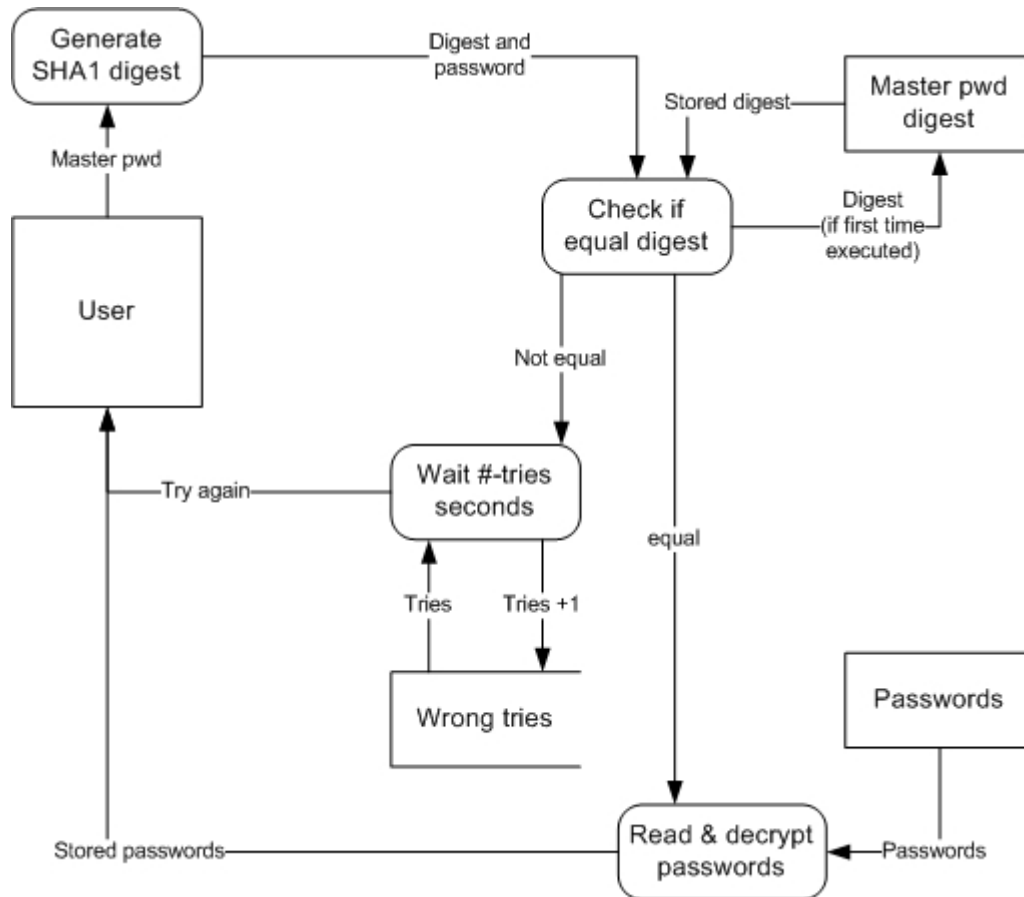 Generate
SHA1 digest
Digest and
password
Stored digest
Master pwd
digest
Master pwd
Check if
equal digest
Digest
(if first time
executed)
User
Not equal
Wait #-tries
seconds
Try again
equal
Tries
Tries +1
Wrong tries
Passwords
Read & decrypt
passwords
Stored passwords
Passwords